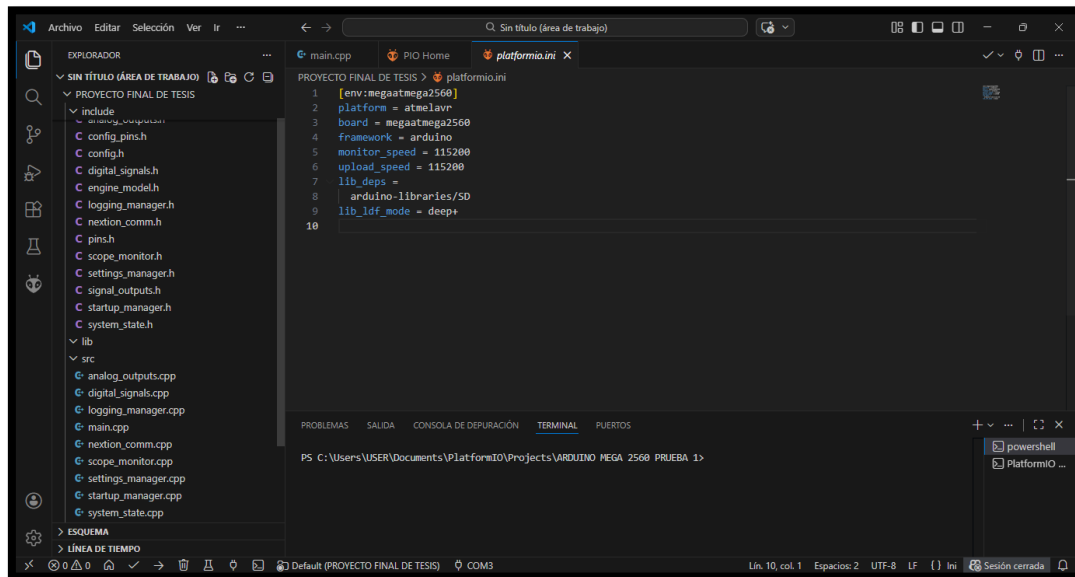 Archivo Editar Selección Ver Ir ···
Sin título (área de trabajo)
EXPLORADOR ···
SIN TÍTULO (ÁREA DE TRABAJO)
PROYECTO FINAL DE TESIS
include
analog_outputs.h
config_pins.h
config.h
digital_signals.h
engine_model.h
logging_manager.h
nextion_comm.h
pins.h
scope_monitor.h
settings_manager.h
signal_outputs.h
startup_manager.h
system_state.h
lib
src
analog_outputs.cpp
digital_signals.cpp
logging_manager.cpp
main.cpp
nextion_comm.cpp
scope_monitor.cpp
settings_manager.cpp
startup_manager.cpp
system_state.cpp
ESQUEMA
LÍNEA DE TIEMPO
main.cpp PIO Home platformio.ini
PROYECTO FINAL DE TESIS > platformio.ini
1 [env:megaatmega2560]
2 platform = atmelavr
3 board = megaatmega2560
4 framework = arduino
5 monitor_speed = 115200
6 upload_speed = 115200
7 lib_deps =
8 arduino-libraries/SD
9 lib_ldf_mode = deep+
10
PROBLEMAS SALIDA CONSOLA DE DEPURACIÓN TERMINAL PUERTOS
PS C:\Users\USER\Documents\PlatformIO\Projects\ARDUINO MEGA 2560 PRUEBA 1>
powershell
PlatformIO ...
0 0 Default (PROYECTO FINAL DE TESIS) COM3 Lín. 10, col. 1 Espacios: 2 UTF-8 LF {} Ini Sesión cerrada